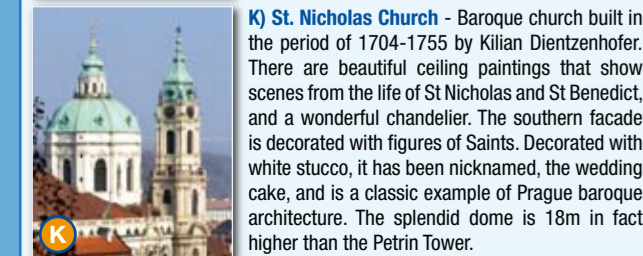 K) St. Nicholas Church - Baroque church built in
the period of 1704-1755 by Kilian Dientzenhofer.
There are beautiful ceiling paintings that show
scenes from the life of St Nicholas and St Benedict,
and a wonderful chandelier. The southern facade
is decorated with figures of Saints. Decorated with
white stucco, it has been nicknamed, the wedding
cake, and is a classic example of Prague baroque
architecture. The splendid dome is 18m in fact
higher than the Petrin Tower.
K